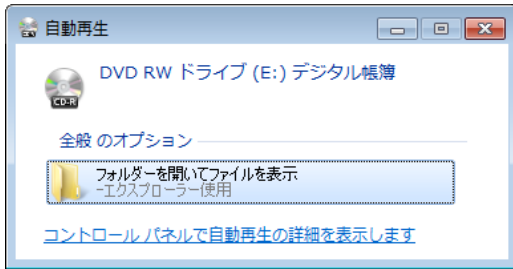 自動再生
DVD RW ドライブ (E:) デジタル帳簿
CD-R
全般 のオプション
フォルダーを開いてファイルを表示
-エクスプローラー使用
コントロール パネルで自動再生の詳細を表示します